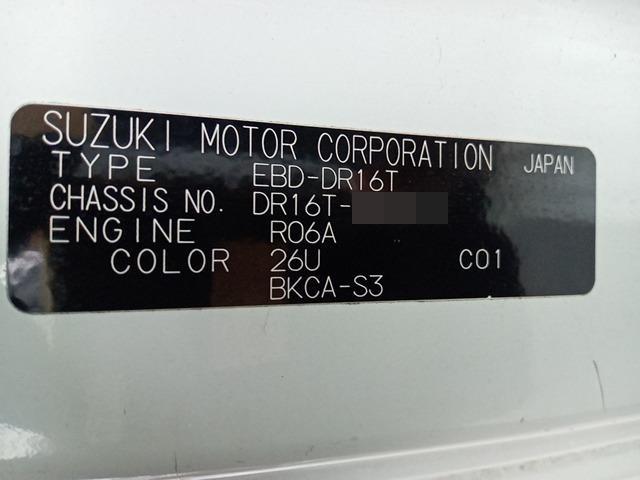 SUZUKI MOTOR CORPORATION JAPAN
TYPE EBD-DR16T
CHASSIS NO. DR16T-
ENGINE R06A
COLOR 26U C01
BKCA-S3